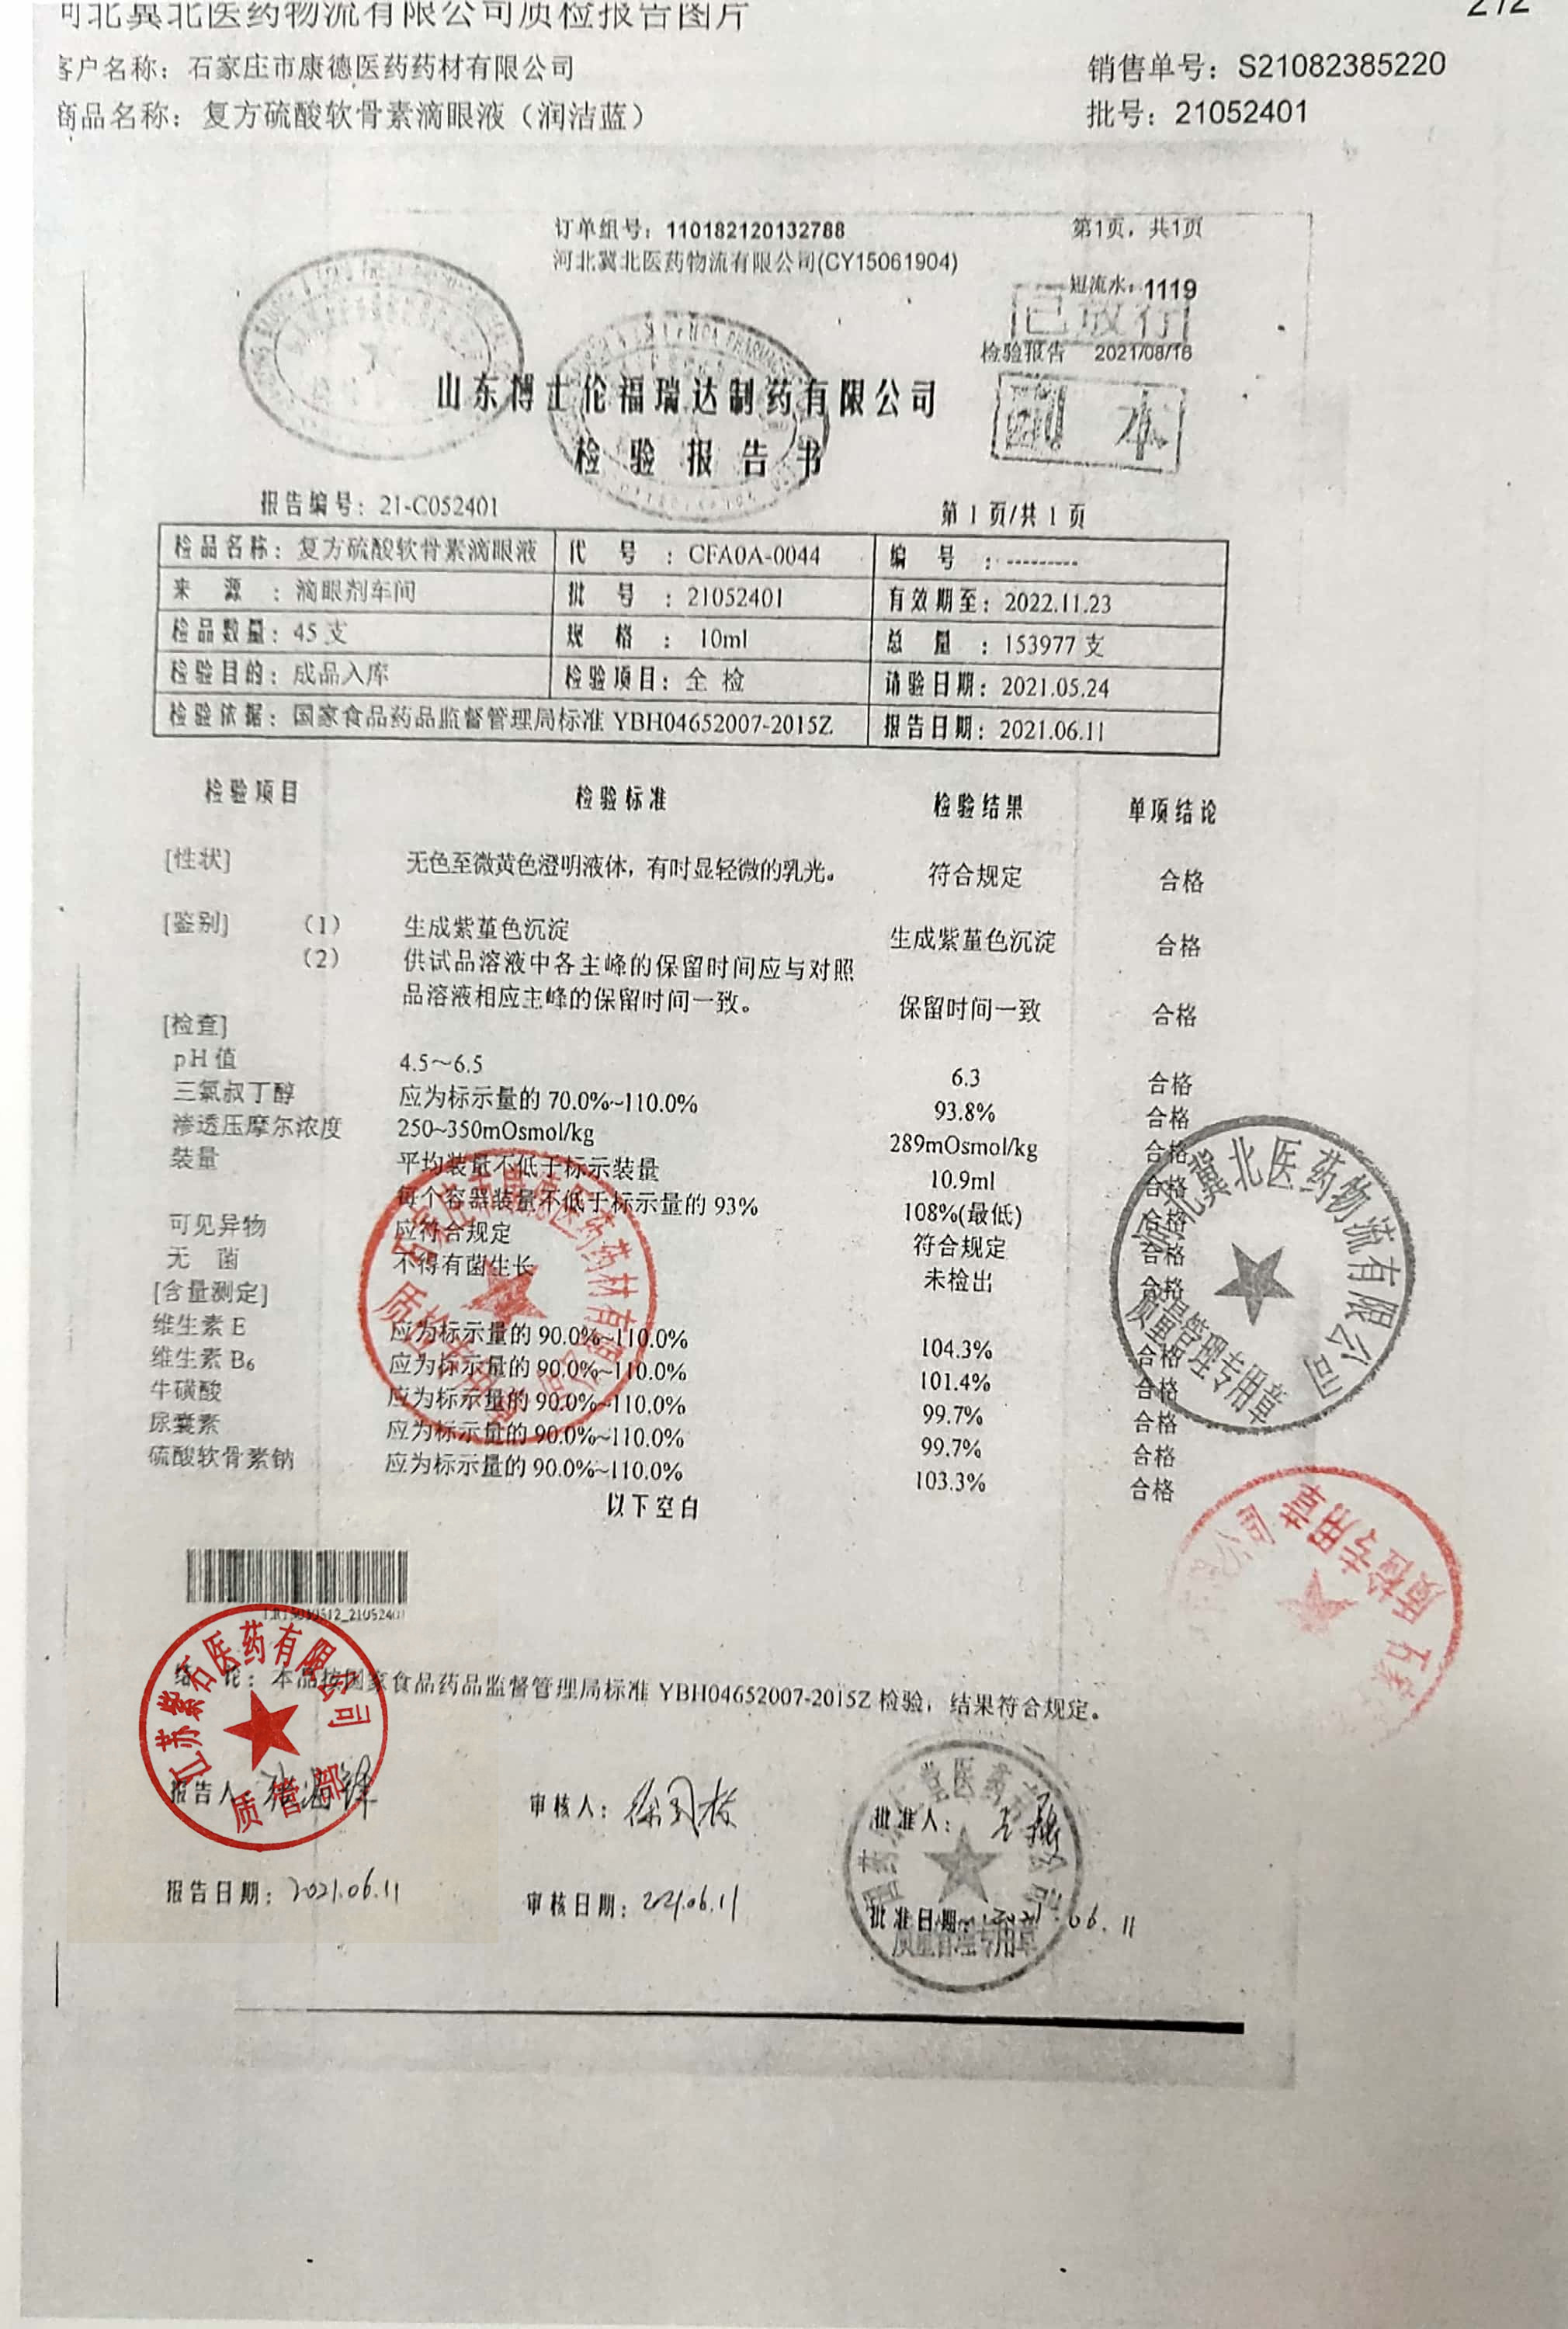 河北冀北医药物流有限公司质检报告图片
2/2
客户名称：石家庄市康德医药药材有限公司
销售单号：S21082385220
商品名称：复方硫酸软骨素滴眼液（润洁蓝）
批号：21052401
订单组号：110182120132788
第1页，共1页
河北冀北医药物流有限公司(CY15061904)
短流水：1119
已放行
检验报告 2021/08/16
山东博士伦福瑞达制药有限公司
副 本
检 验 报 告 书
报告编号：21-C052401
第 1 页/共 1 页
检品名称：复方硫酸软骨素滴眼液 代 号 ：CFA0A-0044 编 号 ：---------
来 源 ：滴眼剂车间 批 号 ：21052401 有效期至：2022.11.23
检品数量：45 支 规 格 ： 10ml 总 量 ：153977 支
检验目的：成品入库 检验项目：全 检 请验日期：2021.05.24
检验依据：国家食品药品监督管理局标准 YBH04652007-2015Z 报告日期：2021.06.11
检验项目 检验标准 检验结果 单项结论
[性状] 无色至微黄色澄明液体，有时显轻微的乳光。 符合规定 合格
[鉴别] （1） 生成紫堇色沉淀 生成紫堇色沉淀 合格
（2） 供试品溶液中各主峰的保留时间应与对照
品溶液相应主峰的保留时间一致。 保留时间一致 合格
[检查]
pH 值 4.5～6.5 6.3 合格
三氯叔丁醇 应为标示量的 70.0%~110.0% 93.8% 合格
渗透压摩尔浓度 250~350mOsmol/kg 289mOsmol/kg 合格
装量 平均装量不低于标示装量 10.9ml 合格
每个容器装量不低于标示量的 93% 108%(最低) 合格
可见异物 应符合规定 符合规定 合格
无 菌 不得有菌生长 未检出 合格
[含量测定]
维生素 E 应为标示量的 90.0%~110.0% 104.3% 合格
维生素 B₆ 应为标示量的 90.0%~110.0% 101.4% 合格
牛磺酸 应为标示量的 90.0%~110.0% 99.7% 合格
尿囊素 应为标示量的 90.0%~110.0% 99.7% 合格
硫酸软骨素钠 应为标示量的 90.0%~110.0% 103.3% 合格
以下空白
河北冀北医药物流有限公司
质量管理专用章
质检专用章
江苏紫石医药有限公司
质管部
结 论：本品按国家食品药品监督管理局标准 YBH04652007-2015Z 检验，结果符合规定。
报告人
审核人：
批准人：
报告日期：2021.06.11
审核日期：2021.06.11
批准日期：2021.06.11
质量管理专用章